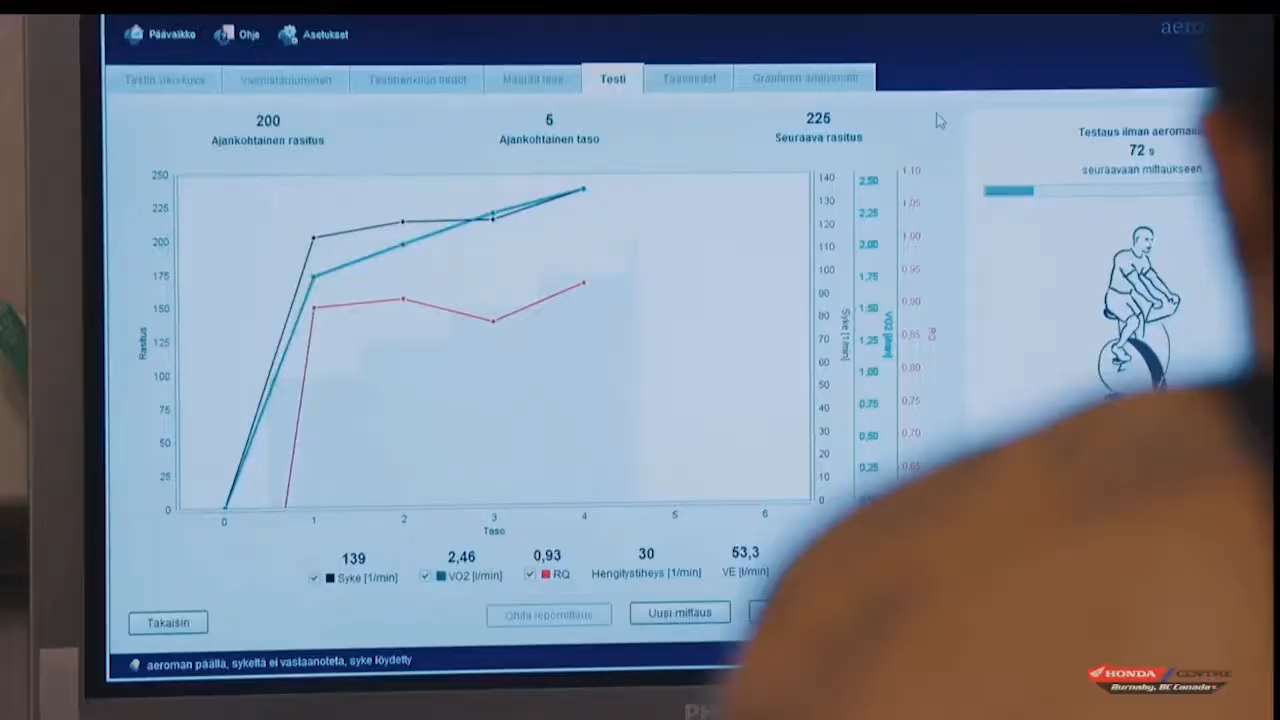 Päävalikko Ohje Asetukset
Testi
200
Ajankohtainen rasitus
5
Ajankohtainen taso
225
Seuraava rasitus
Testaus ilman
72 s
seuraavaan mittaukseen
250
225
200
175
150
125
100
75
50
25
0
Rasitus
0 1 2 3 4 5 6
Taso
140
130
120
110
100
90
80
70
60
50
40
30
20
10
0
Syke [1/min]
2,50
2,25
2,00
1,75
1,50
1,25
1,00
0,75
0,50
0,25
VO2 [l/min]
1,10
1,05
1,00
0,95
0,90
0,85
0,80
0,75
0,70
0,65
RQ
139
Syke [1/min]
2,46
VO2 [l/min]
0,93
RQ
30
Hengitystiheys [1/min]
53,3
VE [l/min]
Takaisin
Ohita lepomittaus
Uusi mittaus
aeroman päällä, sykettä ei vastaanoteta, syke löydetty
HONDA CENTRE
Burnaby, BC Canada